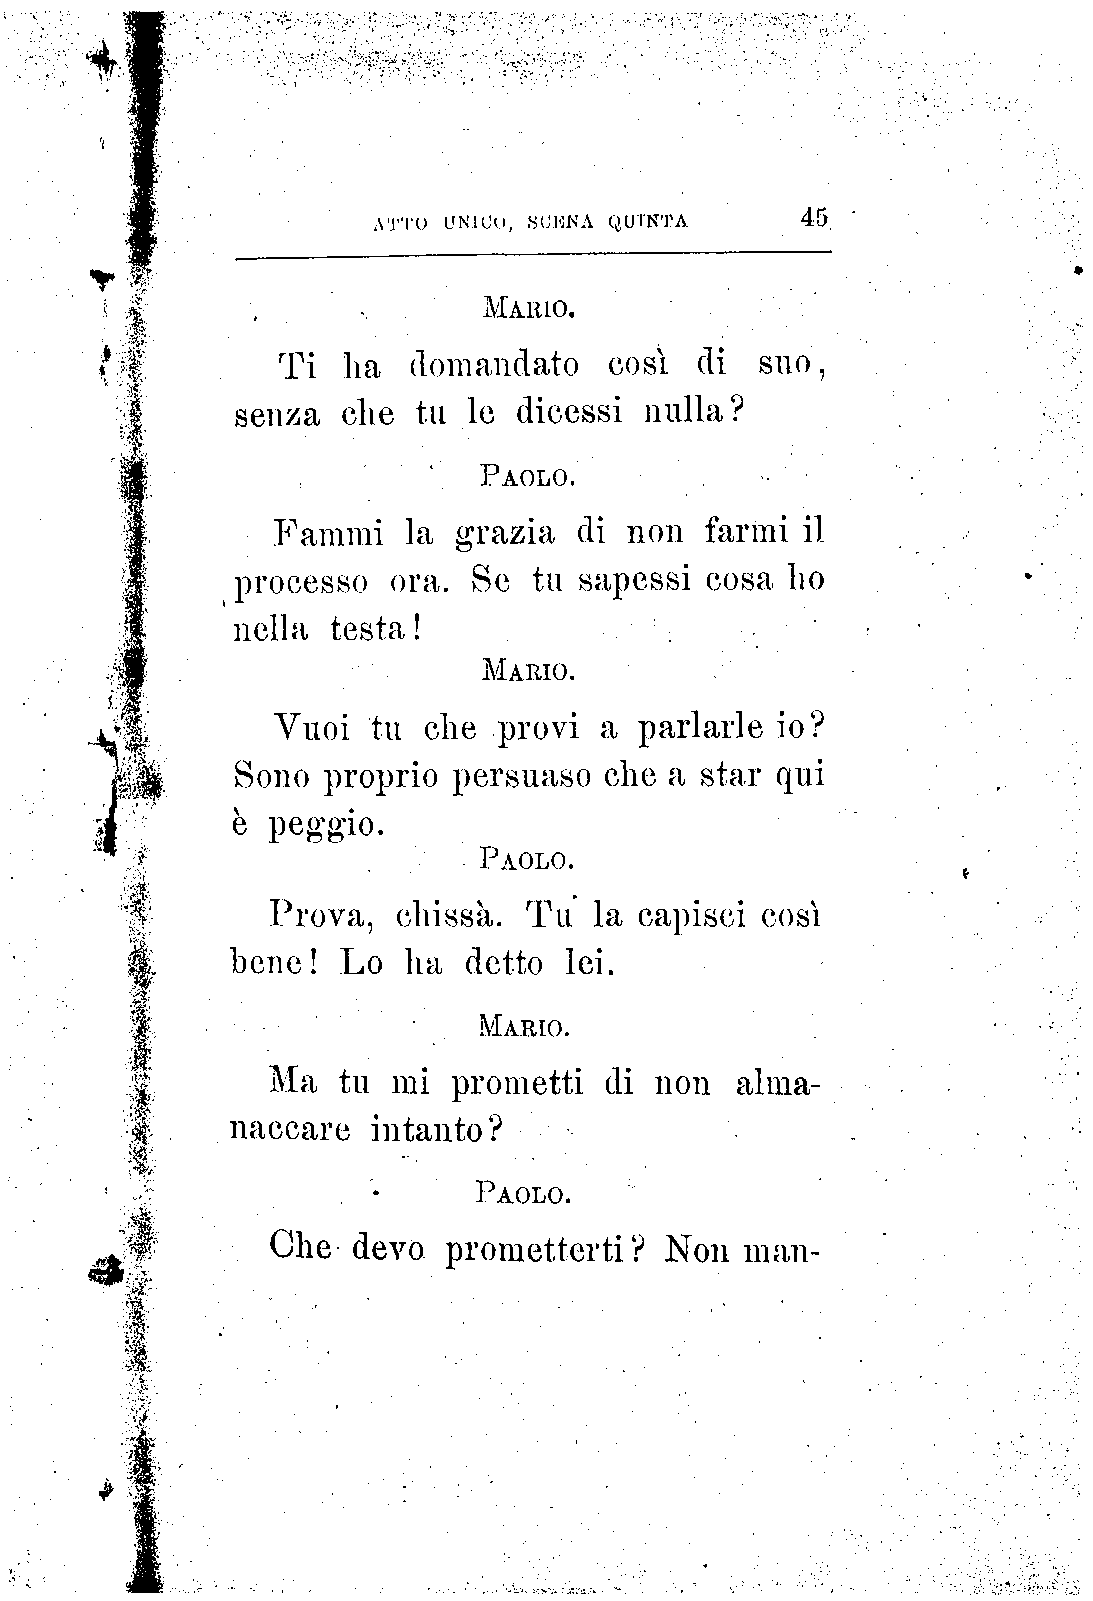 ATTO UNICO, SCENA QUINTA 45
MARIO.
Ti ha domandato così di suo,
senza che tu le dicessi nulla?
PAOLO.
Fammi la grazia di non farmi il
processo ora. Se tu sapessi cosa ho
nella testa!
MARIO.
Vuoi tu che provi a parlarle io?
Sono proprio persuaso che a star qui
è peggio.
PAOLO.
Prova, chissà. Tu la capisci così
bene! Lo ha detto lei.
MARIO.
Ma tu mi prometti di non alma-
naccare intanto?
PAOLO.
Che devo prometterti? Non man-